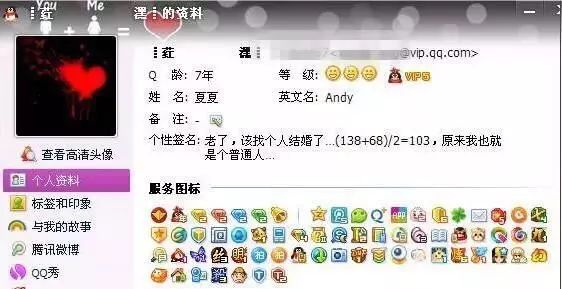 You Me
的资料
@vip.qq.com
Q 龄：7年 等 级： VIP5
姓 名：夏夏 英文名：Andy
备 注：-
个性签名：老了，该找个人结婚了...(138+68)/2=103，原来我也就
是个普通人...
查看高清头像
个人资料
标签和印象
与我的故事
腾讯微博
QQ秀
服务图标